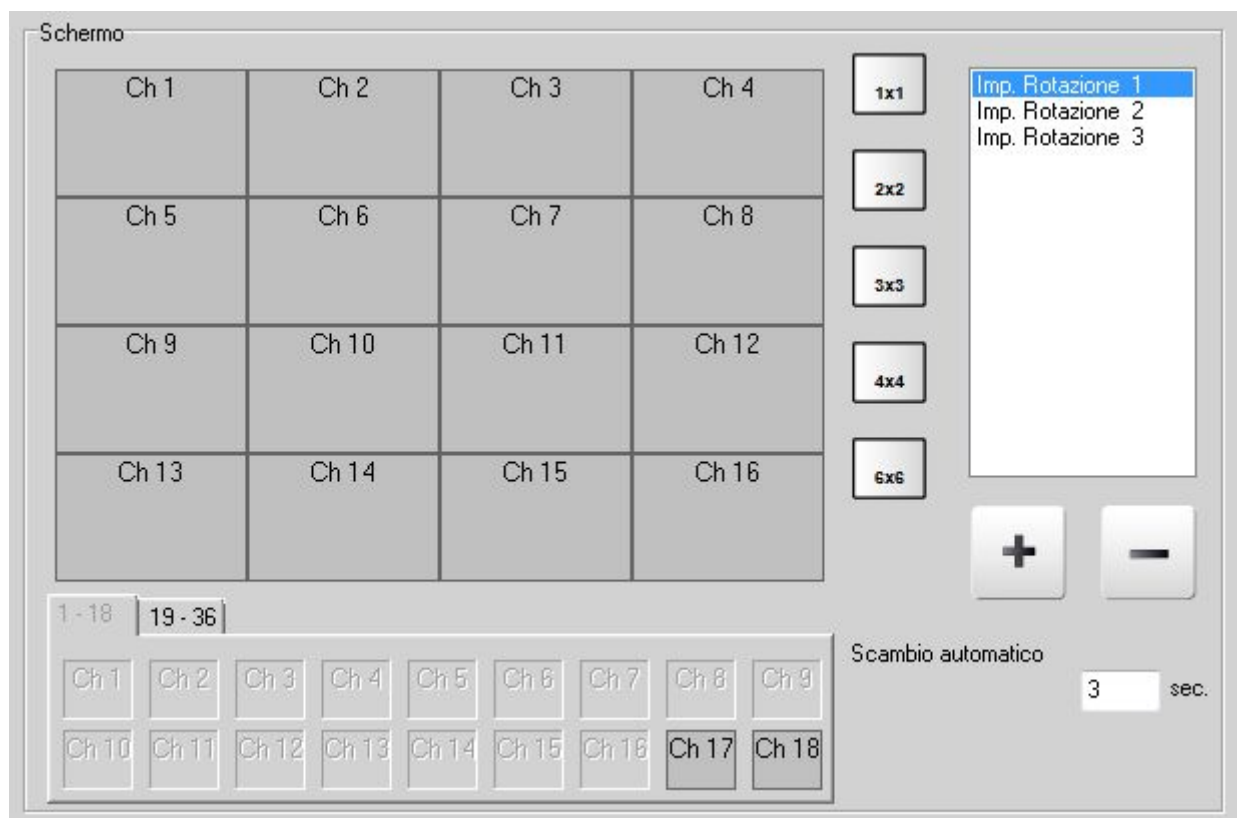 Schermo
Ch 1 Ch 2 Ch 3 Ch 4
Ch 5 Ch 6 Ch 7 Ch 8
Ch 9 Ch 10 Ch 11 Ch 12
Ch 13 Ch 14 Ch 15 Ch 16
1x1
2x2
3x3
4x4
6x6
Imp. Rotazione 1
Imp. Rotazione 2
Imp. Rotazione 3
+ −
1 - 18 19 - 36
Ch 1 Ch 2 Ch 3 Ch 4 Ch 5 Ch 6 Ch 7 Ch 8 Ch 9
Ch 10 Ch 11 Ch 12 Ch 13 Ch 14 Ch 15 Ch 16 Ch 17 Ch 18
Scambio automatico
3 sec.